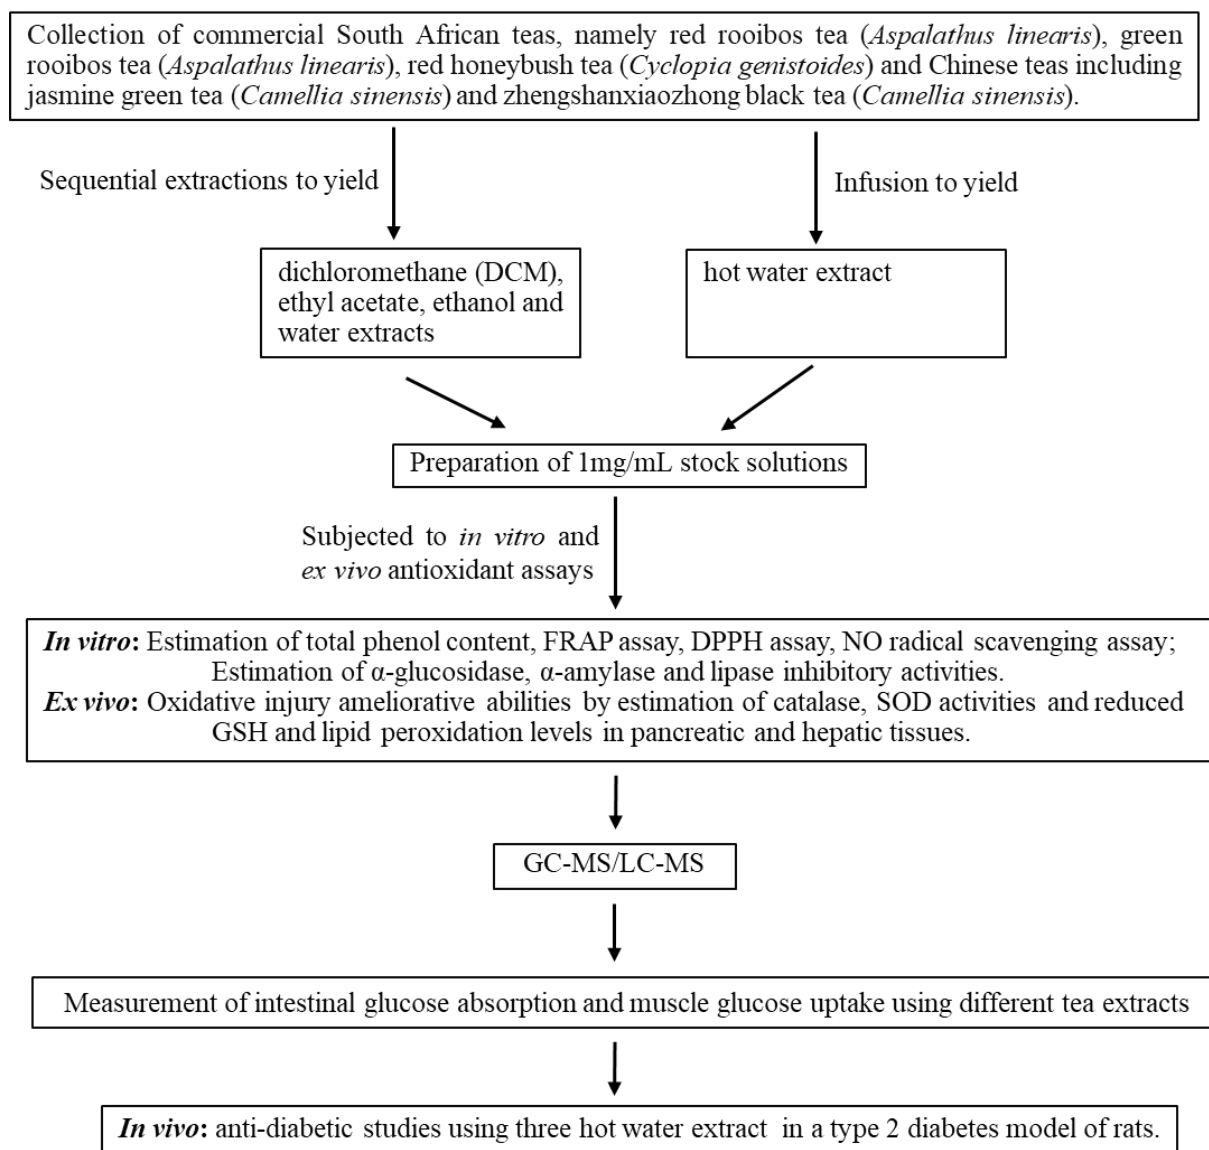 Collection of commercial South African teas, namely red rooibos tea (Aspalathus linearis), green
rooibos tea (Aspalathus linearis), red honeybush tea (Cyclopia genistoides) and Chinese teas including
jasmine green tea (Camellia sinensis) and zhengshanxiaozhong black tea (Camellia sinensis).
Sequential extractions to yield
Infusion to yield
dichloromethane (DCM),
ethyl acetate, ethanol and
water extracts
hot water extract
Preparation of 1mg/mL stock solutions
Subjected to in vitro and
ex vivo antioxidant assays
In vitro: Estimation of total phenol content, FRAP assay, DPPH assay, NO radical scavenging assay;
Estimation of α-glucosidase, α-amylase and lipase inhibitory activities.
Ex vivo: Oxidative injury ameliorative abilities by estimation of catalase, SOD activities and reduced
GSH and lipid peroxidation levels in pancreatic and hepatic tissues.
GC-MS/LC-MS
Measurement of intestinal glucose absorption and muscle glucose uptake using different tea extracts
In vivo: anti-diabetic studies using three hot water extract in a type 2 diabetes model of rats.